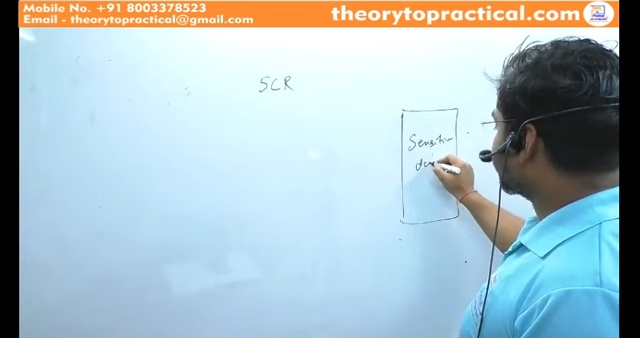 Mobile No. +91 8003378523
Email - theorytopractical@gmail.com
theorytopractical.com
SCR
Sensitive